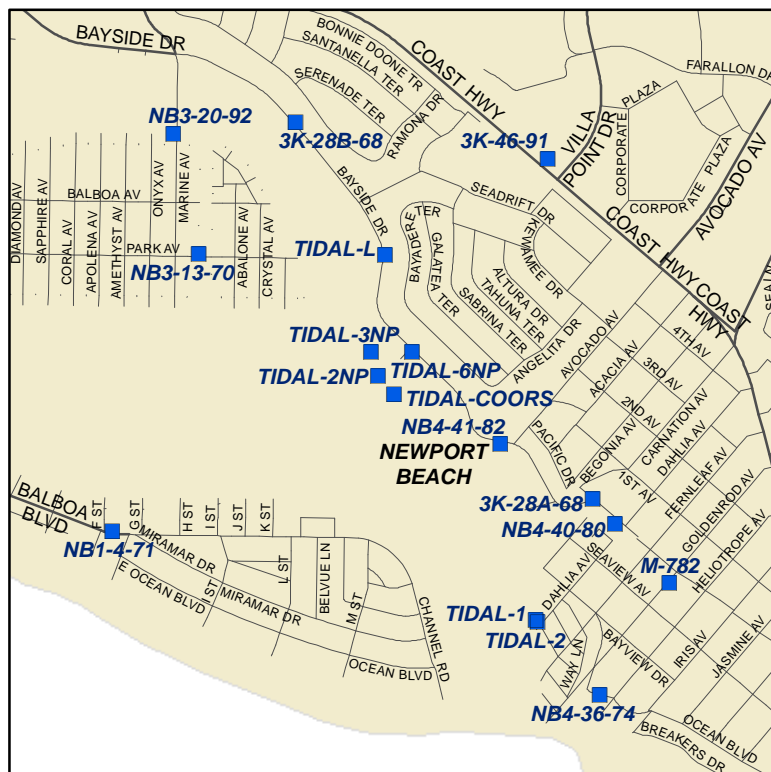 BAYSIDE DR
BONNIE DOONE TR
SANTANELLA TER
SERENADE TER
RAMONA DR
COAST HWY
FARALLON DR
CORPORATE PLAZA
VILLA
POINT DR
CORPORATE PLAZA
AVOCADO AV
NB3-20-92
3K-28B-68
3K-46-91
DIAMOND AV
SAPPHIRE AV
CORAL AV
APOLENA AV
AMETHYST AV
ONYX AV
MARINE AV
BALBOA AV
PARK AV
ABALONE AV
CRYSTAL AV
NB3-13-70
BAYSIDE DR
SEADRIFT DR
KEWAMEE DR
COAST HWY
COAST
HWY
TIDAL-L
BAYADERE TER
GALATEA TER
ALTURA DR
TAHUNA TER
SABRINA TER
ANGELITA DR
AVOCADO AV
ACACIA AV
4TH AV
3RD AV
2ND AV
CARNATION AV
DAHLIA AV
TIDAL-3NP
TIDAL-6NP
TIDAL-2NP
TIDAL-COORS
NB4-41-82
NEWPORT
BEACH
PACIFIC DR
BEGONIA AV
1ST AV
FERNLEAF AV
GOLDENROD AV
HELIOTROPE AV
3K-28A-68
NB4-40-80
BALBOA
BLVD
F ST
G ST
H ST
I ST
J ST
K ST
NB1-4-71
MIRAMAR DR
E OCEAN BLVD
I ST
MIRAMAR DR
L ST
BELVUE LN
M ST
CHANNEL RD
OCEAN BLVD
M-782
SEAVIEW AV
DAHLIA AV
TIDAL-1
TIDAL-2
WAY LN
BAYVIEW DR
IRIS AV
JASMINE AV
NB4-36-74
OCEAN BLVD
BREAKERS DR